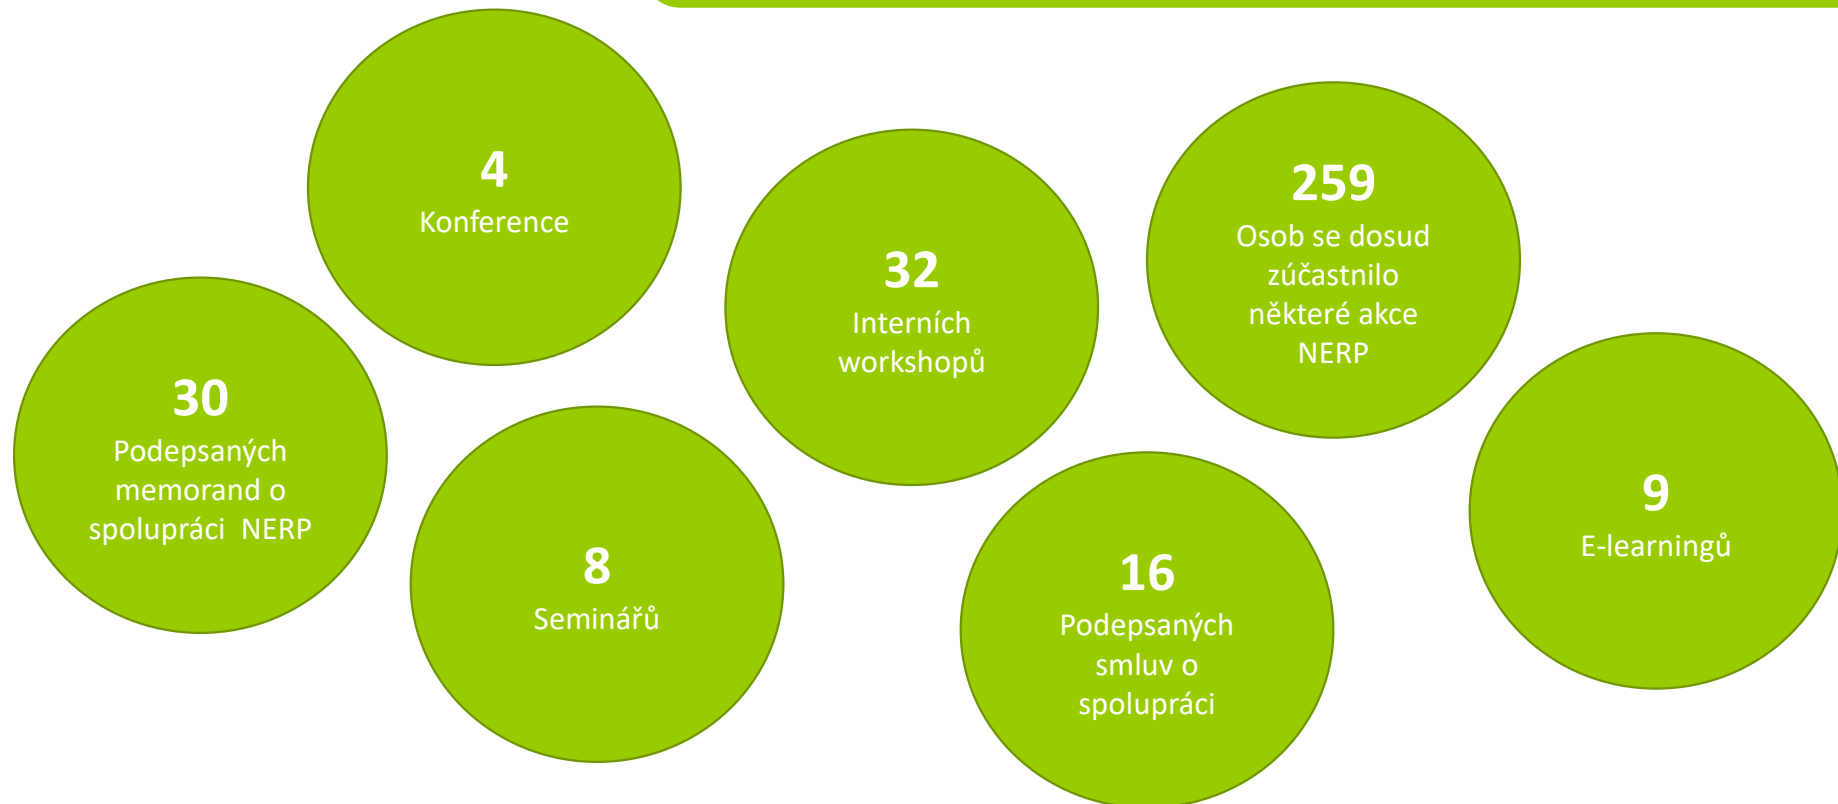 4
Konference
32
Interních
workshopů
259
Osob se dosud
zúčastnilo
některé akce
NERP
30
Podepsaných
memorand o
spolupráci  NERP
8
Seminářů
16
Podepsaných
smluv o
spolupráci
9
E-learningů